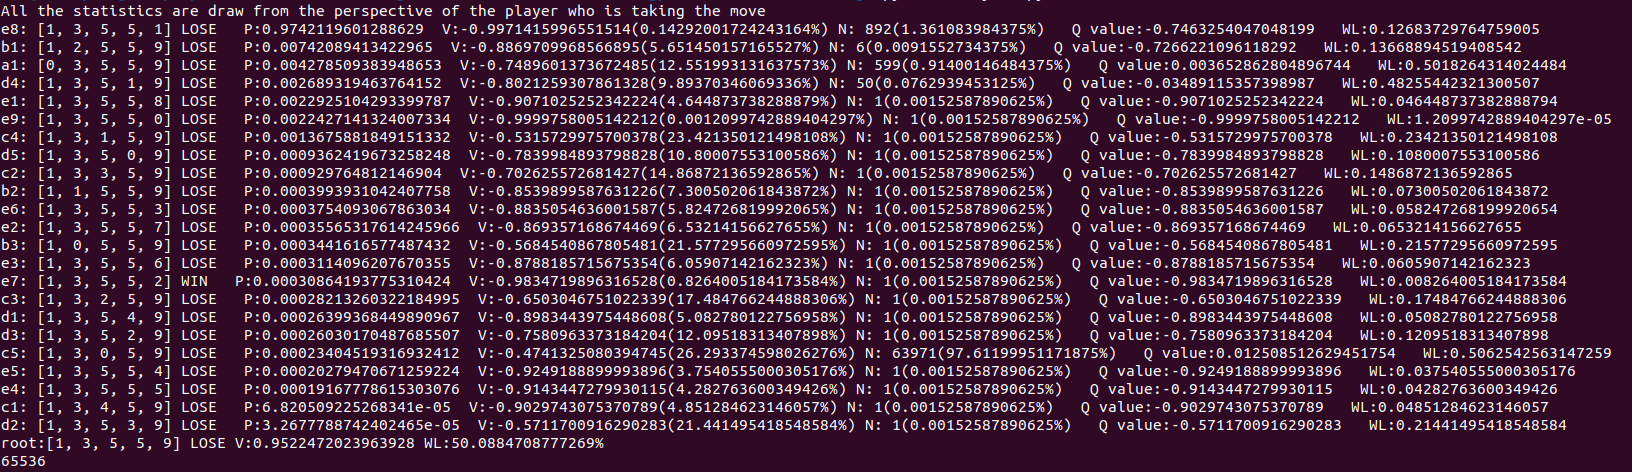 All the statistics are draw from the perspective of the player who is taking the move
e8: [1, 3, 5, 5, 1] LOSE P:0.9742119601288629 V:-0.9971415996551514(0.1429200172424316​4%) N: 892(1.361083984375%) Q value:-0.7463254047048199 WL:0.12683729764759005
b1: [1, 2, 5, 5, 9] LOSE P:0.00742089413422965 V:-0.8869709968566895(5.651450157165527%) N: 6(0.0091552734375%) Q value:-0.7266221096118292 WL:0.13668894519408542
a1: [0, 3, 5, 5, 9] LOSE P:0.004278509383948653 V:-0.7489601373672485(12.551993131637573%) N: 599(0.91400146484375%) Q value:0.003652862804896744 WL:0.5018264314024484
d4: [1, 3, 5, 1, 9] LOSE P:0.002689319463764152 V:-0.8021259307861328(9.89370346069336%) N: 50(0.0762939453125%) Q value:-0.03489115357398987 WL:0.48255442321300507
e1: [1, 3, 5, 5, 8] LOSE P:0.0022925104293399787 V:-0.9071025252342224(4.644873738288879%) N: 1(0.00152587890625%) Q value:-0.9071025252342224 WL:0.046448737382888794
e9: [1, 3, 5, 5, 0] LOSE P:0.0022427141324007334 V:-0.9999758005142212(0.0012099742889404297%) N: 1(0.00152587890625%) Q value:-0.9999758005142212 WL:1.2099742889404297e-05
c4: [1, 3, 1, 5, 9] LOSE P:0.0013675881849151332 V:-0.5315729975700378(23.421350121498108%) N: 1(0.00152587890625%) Q value:-0.5315729975700378 WL:0.23421350121498108
d5: [1, 3, 5, 0, 9] LOSE P:0.0009362419673258248 V:-0.7839984893798828(10.80007553100586%) N: 1(0.00152587890625%) Q value:-0.7839984893798828 WL:0.1080007553100586
c2: [1, 3, 3, 5, 9] LOSE P:0.000929764812146904 V:-0.702625572681427(14.86872136592865%) N: 1(0.00152587890625%) Q value:-0.702625572681427 WL:0.1486872136592865
b2: [1, 1, 5, 5, 9] LOSE P:0.0003993931042407758 V:-0.8539899587631226(7.300502061843872%) N: 1(0.00152587890625%) Q value:-0.8539899587631226 WL:0.07300502061843872
e6: [1, 3, 5, 5, 3] LOSE P:0.0003754093067863034 V:-0.8835054636001587(5.824726819992065%) N: 1(0.00152587890625%) Q value:-0.8835054636001587 WL:0.058247268199920654
e2: [1, 3, 5, 5, 7] LOSE P:0.00035565317614245966 V:-0.869357168674469(6.53214156627655%) N: 1(0.00152587890625%) Q value:-0.869357168674469 WL:0.0653214156627655
b3: [1, 0, 5, 5, 9] LOSE P:0.0003441616577487432 V:-0.5684540867805481(21.577295660972595%) N: 1(0.00152587890625%) Q value:-0.5684540867805481 WL:0.21577295660972595
e3: [1, 3, 5, 5, 6] LOSE P:0.0003114096207670355 V:-0.8788185715675354(6.05907142162323%) N: 1(0.00152587890625%) Q value:-0.8788185715675354 WL:0.0605907142162323
e7: [1, 3, 5, 5, 2] WIN P:0.00030864193775310424 V:-0.9834719896316528(0.8264005184173584%) N: 1(0.00152587890625%) Q value:-0.9834719896316528 WL:0.008264005184173584
c3: [1, 3, 2, 5, 9] LOSE P:0.00028213260322184995 V:-0.6503046751022339(17.484766244888306%) N: 1(0.00152587890625%) Q value:-0.6503046751022339 WL:0.17484766244888306
d1: [1, 3, 5, 4, 9] LOSE P:0.00026399368449890967 V:-0.8983443975448608(5.082780122756958%) N: 1(0.00152587890625%) Q value:-0.8983443975448608 WL:0.05082780122756958
d3: [1, 3, 5, 2, 9] LOSE P:0.00026030170487685507 V:-0.7580963373184204(12.095183134078​98%) N: 1(0.00152587890625%) Q value:-0.7580963373184204 WL:0.1209518313407898
c5: [1, 3, 0, 5, 9] LOSE P:0.00023404519316932412 V:-0.4741325080394745(26.293374598026276%) N: 63971(97.61199951171875%) Q value:0.012508512629451754 WL:0.5062542563147259
e5: [1, 3, 5, 5, 4] LOSE P:0.00020279470671259224 V:-0.9249188899993896(3.7540555000305176%) N: 1(0.00152587890625%) Q value:-0.9249188899993896 WL:0.037540555000305176
e4: [1, 3, 5, 5, 5] LOSE P:0.00019167778615303076 V:-0.9143447279930115(4.282763600349426%) N: 1(0.00152587890625%) Q value:-0.9143447279930115 WL:0.04282763600349426
c1: [1, 3, 4, 5, 9] LOSE P:6.820509225268341e-05 V:-0.9029743075370789(4.851284623146057%) N: 1(0.00152587890625%) Q value:-0.9029743075370789 WL:0.04851284623146057
d2: [1, 3, 5, 3, 9] LOSE P:3.2677788742402465e-05 V:-0.5711700916290283(21.441495418548584%) N: 1(0.00152587890625%) Q value:-0.5711700916290283 WL:0.21441495418548584
root:[1, 3, 5, 5, 9] LOSE V:0.9522472023963928 WL:50.0884708777269%
65536